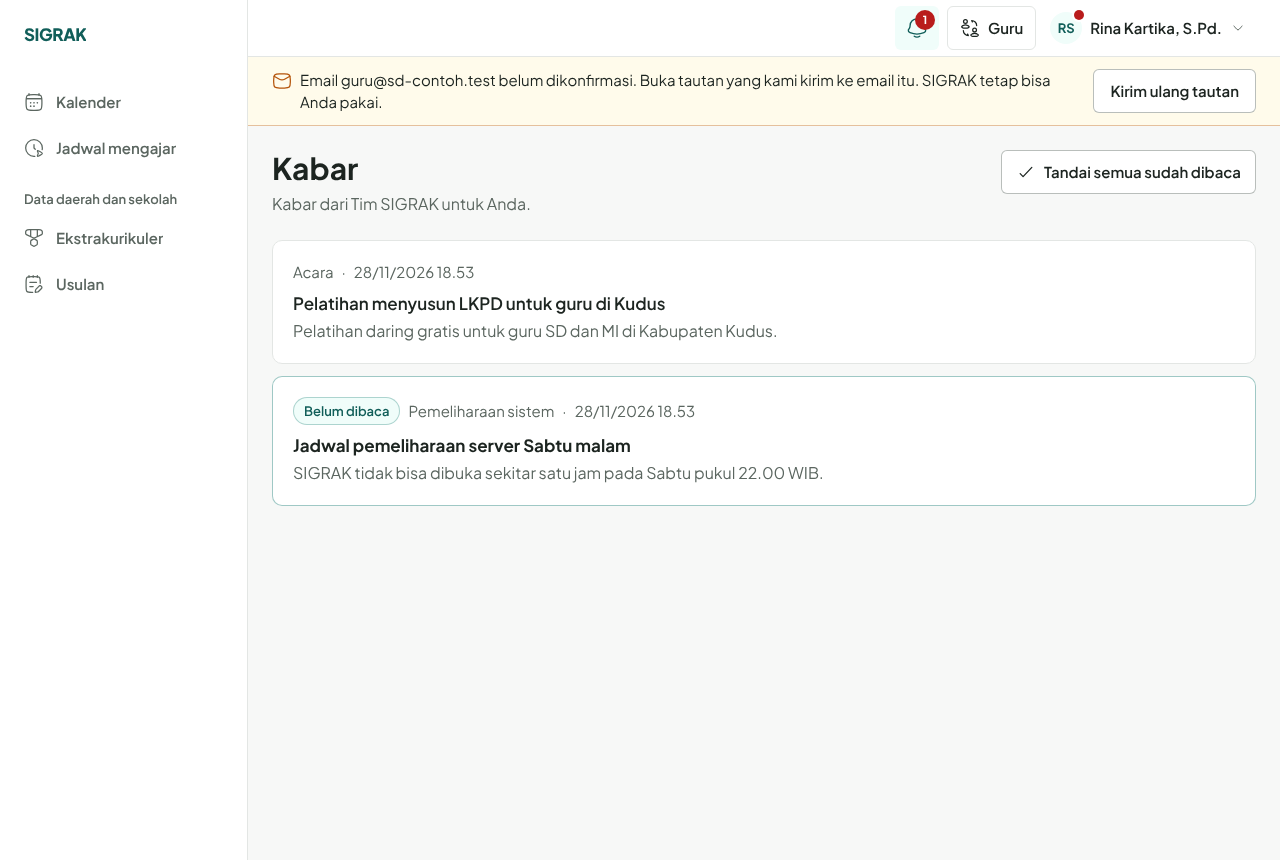 SIGRAK
Kalender
Jadwal mengajar
Data daerah dan sekolah
Ekstrakurikuler
Usulan
1
Guru
RS
Rina Kartika, S.Pd.
Email guru@sd-contoh.test belum dikonfirmasi. Buka tautan yang kami kirim ke email itu. SIGRAK tetap bisa
Anda pakai.
Kirim ulang tautan
Kabar
Kabar dari Tim SIGRAK untuk Anda.
Tandai semua sudah dibaca
Acara · 28/11/2026 18.53
Pelatihan menyusun LKPD untuk guru di Kudus
Pelatihan daring gratis untuk guru SD dan MI di Kabupaten Kudus.
Belum dibaca Pemeliharaan sistem · 28/11/2026 18.53
Jadwal pemeliharaan server Sabtu malam
SIGRAK tidak bisa dibuka sekitar satu jam pada Sabtu pukul 22.00 WIB.